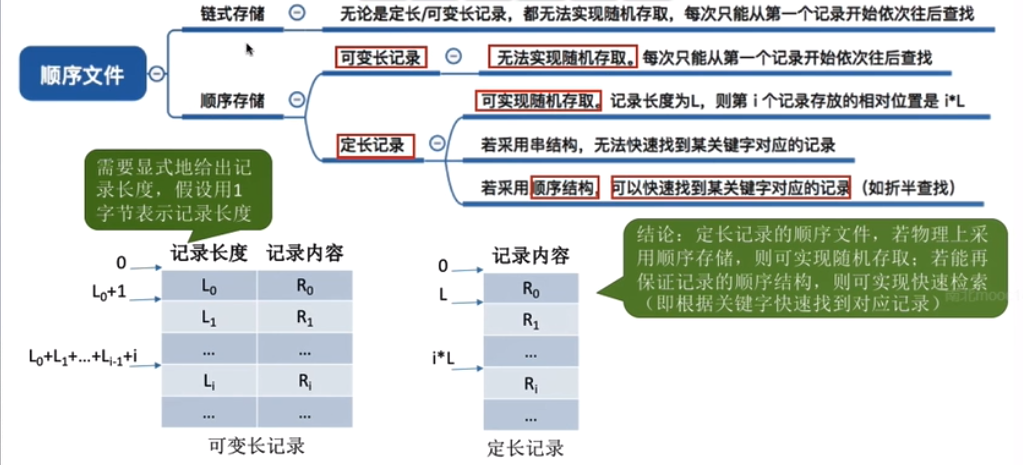 链式存储
无论是定长/可变长记录，都无法实现随机存取，每次只能从第一个记录开始依次往后查找
顺序文件
可变长记录
无法实现随机存取。每次只能从第一个记录开始依次往后查找
顺序存储
可实现随机存取。记录长度为L，则第 i 个记录存放的相对位置是 i*L
定长记录
若采用串结构，无法快速找到某关键字对应的记录
若采用顺序结构，可以快速找到某关键字对应的记录（如折半查找）
需要显式地给出记
录长度，假设用1
字节表示记录长度
记录长度 记录内容
0
L₀ R₀
L₀+1
L₁ R₁
... ...
L₀+L₁+...+Lᵢ₋₁+i
Lᵢ Rᵢ
... ...
可变长记录
记录内容
0
R₀
L
R₁
...
i*L
Rᵢ
...
定长记录
结论：定长记录的顺序文件，若物理上采
用顺序存储，则可实现随机存取；若能再
保证记录的顺序结构，则可实现快速检索
（即根据关键字快速找到对应记录）